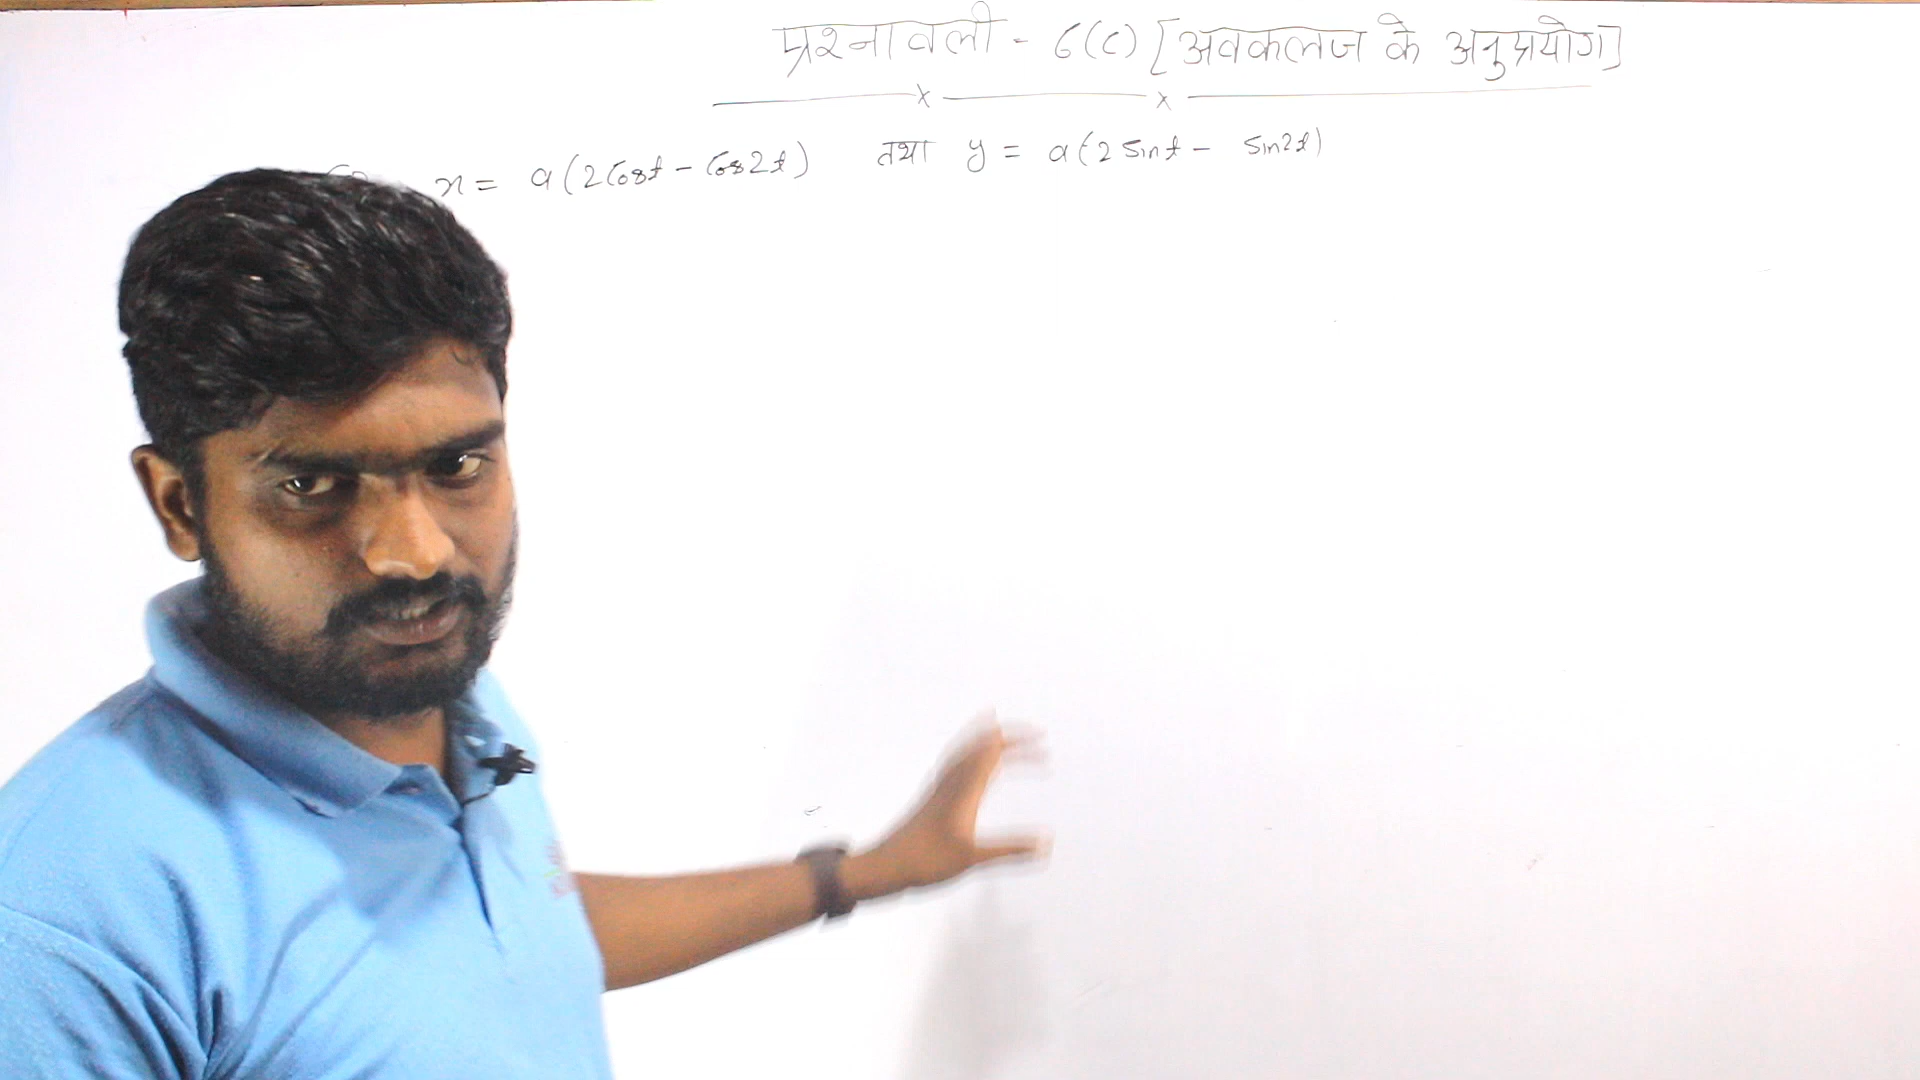 प्रश्नावली - 6(c) [अवकलज के अनुप्रयोग]
x = a(2cost - cos2t) तथा y = a(2sint - sin2t)